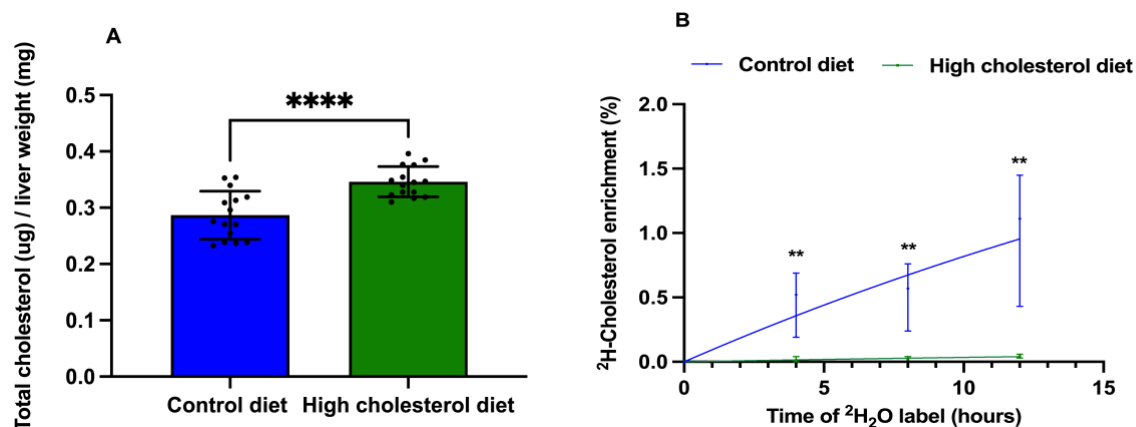 A
Total cholesterol (ug) / liver weight (mg)
0.5
0.4
0.3
0.2
0.1
0.0
****
Control diet High cholesterol diet
B
Control diet High cholesterol diet
²H-Cholesterol enrichment (%)
2.0
1.5
1.0
0.5
0.0
**
**
**
0 5 10 15
Time of ²H₂O label (hours)